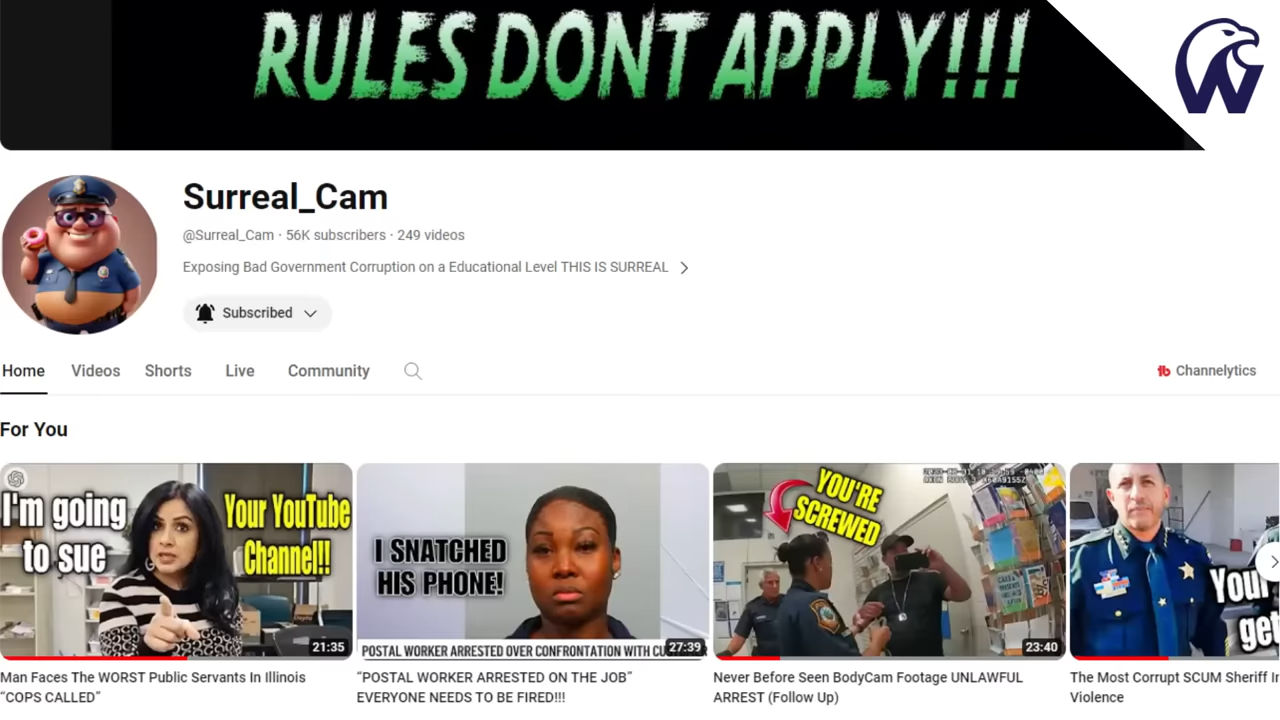 RULES DONT APPLY!!!
W
Surreal_Cam
@Surreal_Cam · 56K subscribers · 249 videos
Exposing Bad Government Corruption on a Educational Level THIS IS SURREAL
Subscribed
Home Videos Shorts Live Community
Channelytics
For You
I'm going
to sue
Your YouTube
Channel!!
21:35
I SNATCHED
HIS PHONE!
POSTAL WORKER ARRESTED OVER CONFRONTATION WITH
27:39
YOU'RE
SCREWED
23:40
You
get
Man Faces The WORST Public Servants In Illinois
“COPS CALLED”
“POSTAL WORKER ARRESTED ON THE JOB”
EVERYONE NEEDS TO BE FIRED!!!
Never Before Seen BodyCam Footage UNLAWFUL
ARREST (Follow Up)
The Most Corrupt SCUM Sheriff
Violence